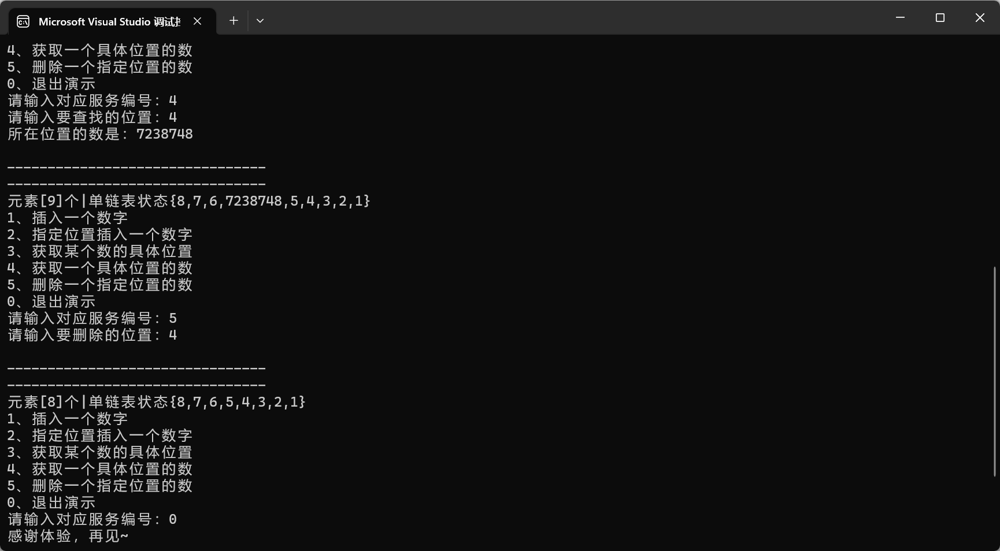 Microsoft Visual Studio 调试
4、获取一个具体位置的数
5、删除一个指定位置的数
0、退出演示
请输入对应服务编号：4
请输入要查找的位置：4
所在位置的数是：7238748
--------------------------------
--------------------------------
元素[9]个|单链表状态{8,7,6,7238748,5,4,3,2,1}
1、插入一个数字
2、指定位置插入一个数字
3、获取某个数的具体位置
4、获取一个具体位置的数
5、删除一个指定位置的数
0、退出演示
请输入对应服务编号：5
请输入要删除的位置：4
--------------------------------
--------------------------------
元素[8]个|单链表状态{8,7,6,5,4,3,2,1}
1、插入一个数字
2、指定位置插入一个数字
3、获取某个数的具体位置
4、获取一个具体位置的数
5、删除一个指定位置的数
0、退出演示
请输入对应服务编号：0
感谢体验，再见~